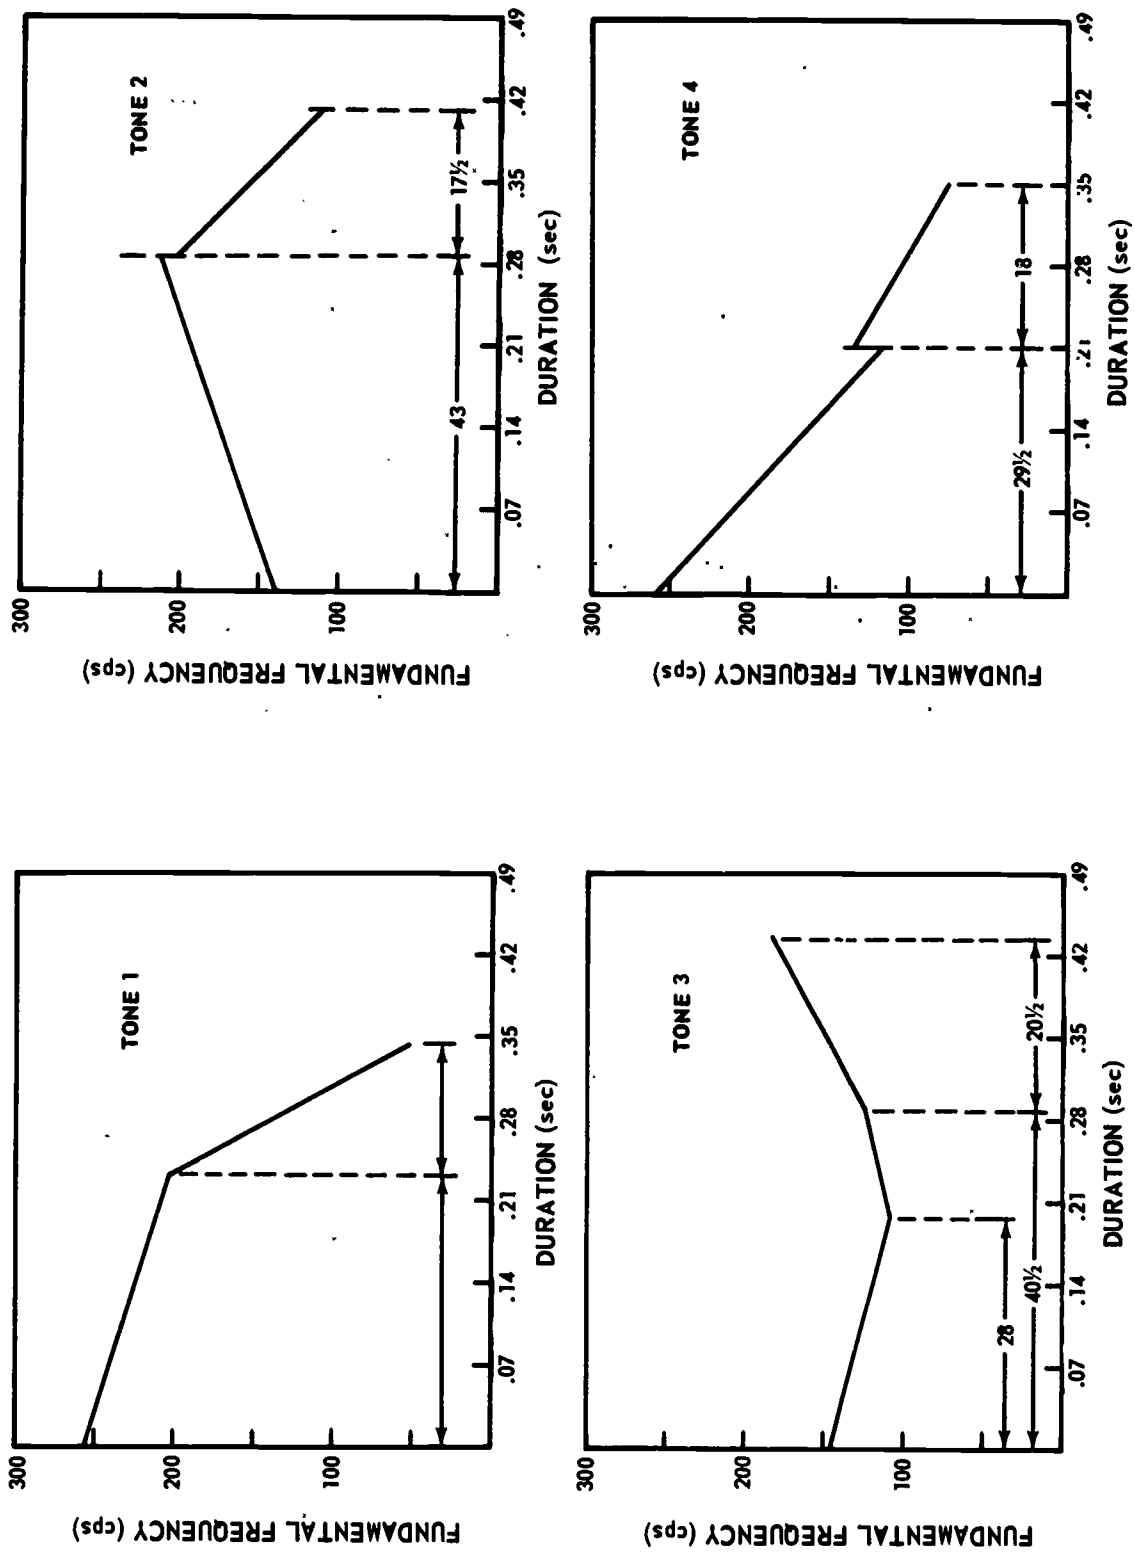 TONE 1
FUNDAMENTAL FREQUENCY (cps)
300
200
100
.07 .14 .21 .28 .35 .42 .49
DURATION (sec)
TONE 2
FUNDAMENTAL FREQUENCY (cps)
300
200
100
43 17½
.07 .14 .21 .28 .35 .42 .49
DURATION (sec)
TONE 3
FUNDAMENTAL FREQUENCY (cps)
300
200
100
28
40½ 20½
.07 .14 .21 .28 .35 .42 .49
DURATION (sec)
TONE 4
FUNDAMENTAL FREQUENCY (cps)
300
200
100
29½ 18
.07 .14 .21 .28 .35 .42 .49
DURATION (sec)